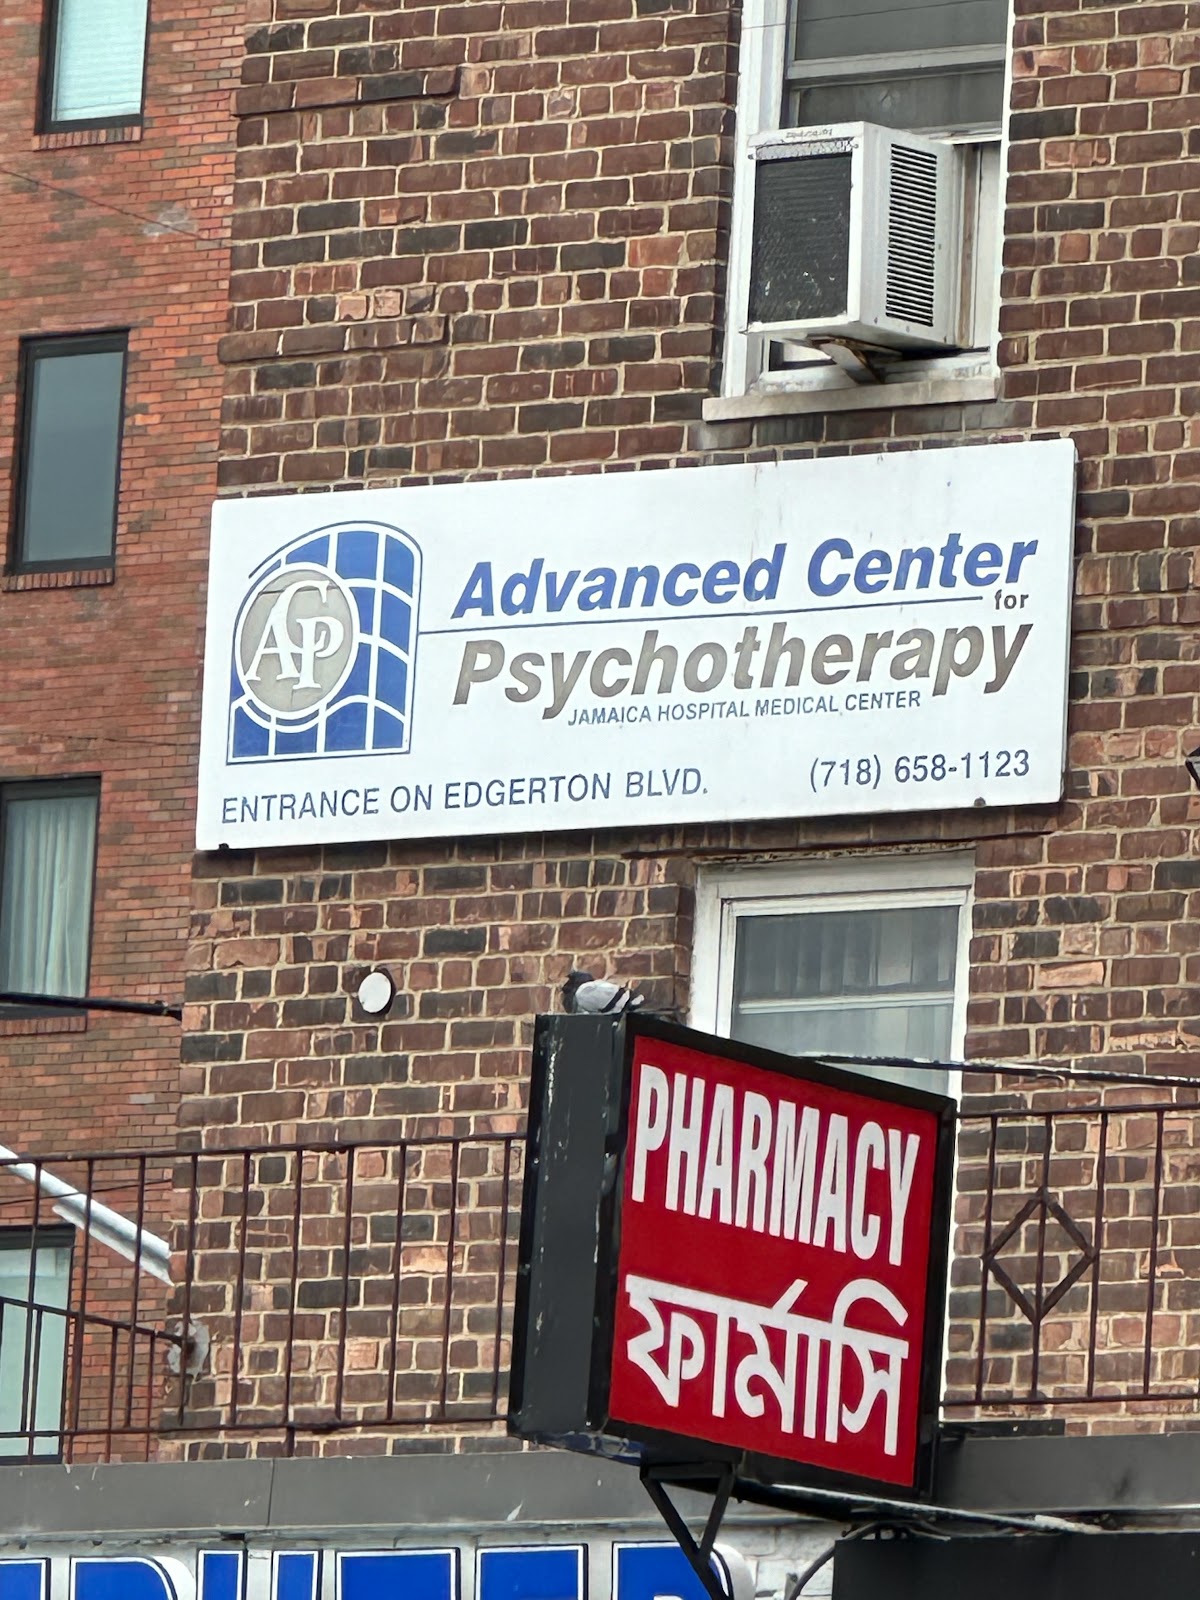 ACP
Advanced Center
for
Psychotherapy
JAMAICA HOSPITAL MEDICAL CENTER
(718) 658-1123
ENTRANCE ON EDGERTON BLVD.
PHARMACY
ফার্মাসি